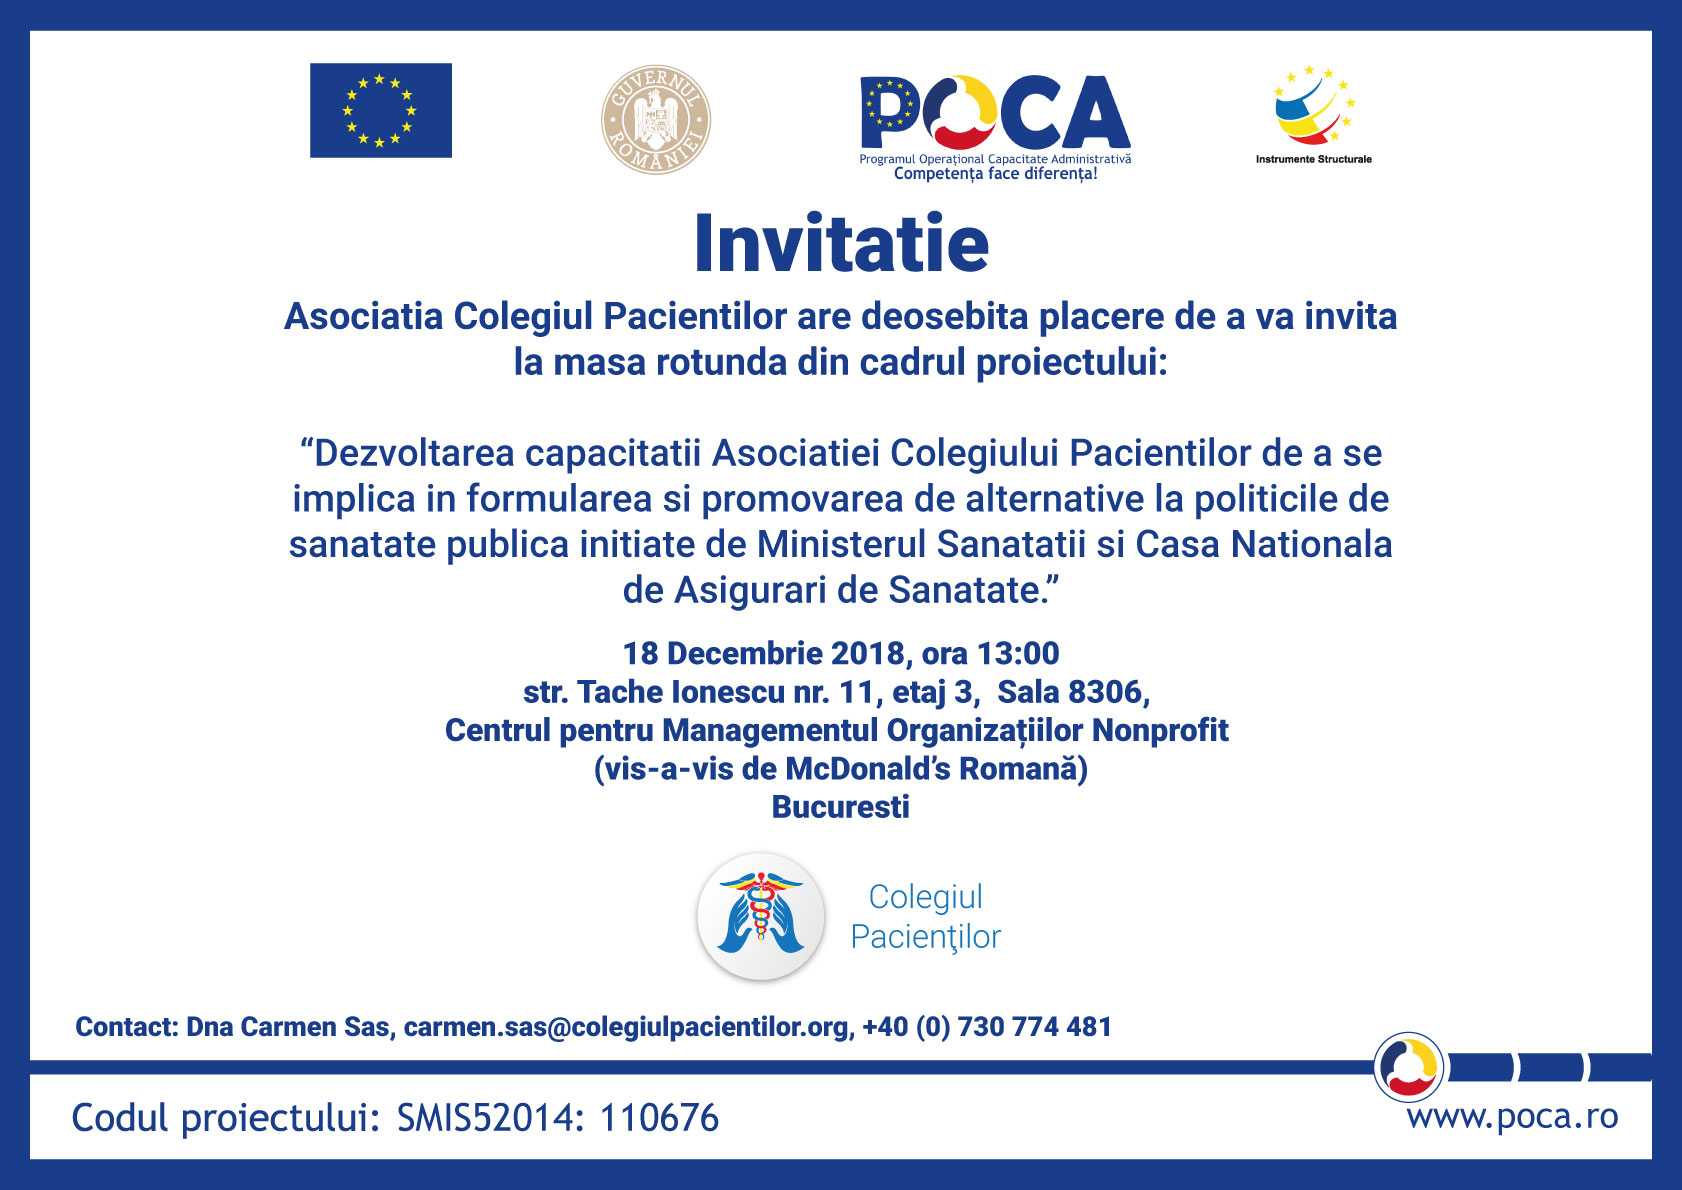 GUVERNUL ROMÂNIEI
POCA
Programul Operațional Capacitate Administrativă
Competența face diferența!
Instrumente Structurale
Invitatie
Asociatia Colegiul Pacientilor are deosebita placere de a va invita
la masa rotunda din cadrul proiectului:
“Dezvoltarea capacitatii Asociatiei Colegiului Pacientilor de a se
implica in formularea si promovarea de alternative la politicile de
sanatate publica initiate de Ministerul Sanatatii si Casa Nationala
de Asigurari de Sanatate.”
18 Decembrie 2018, ora 13:00
str. Tache Ionescu nr. 11, etaj 3,  Sala 8306,
Centrul pentru Managementul Organizațiilor Nonprofit
(vis-a-vis de McDonald’s Romană)
Bucuresti
Colegiul
Pacienţilor
Contact: Dna Carmen Sas, carmen.sas@colegiulpacientilor.org, +40 (0) 730 774 481
Codul proiectului: SMIS52014: 110676
www.poca.ro